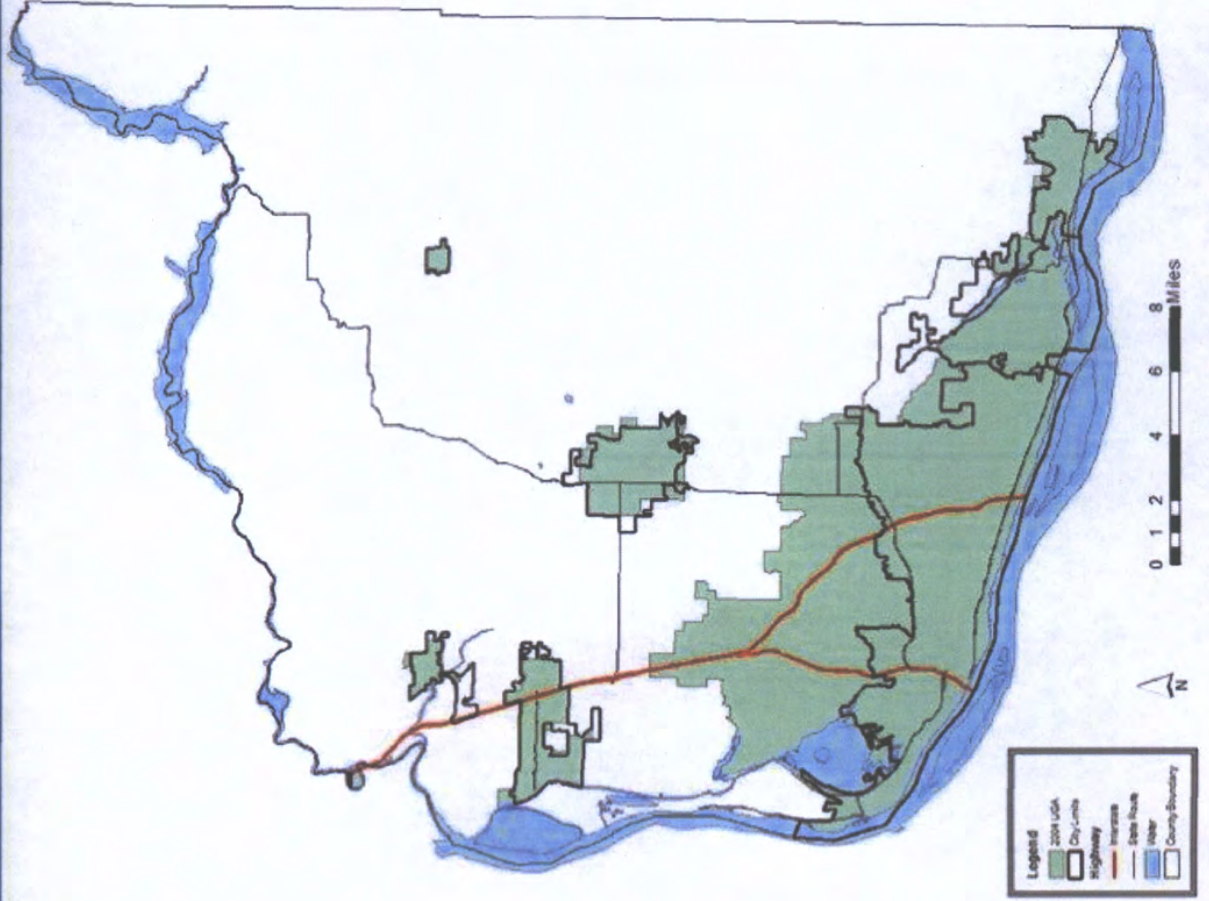 Legend
2004 UGA
City Limits
Highway
Interstate
State Route
Water
County Boundary
N
0 1 2 4 6 8
Miles